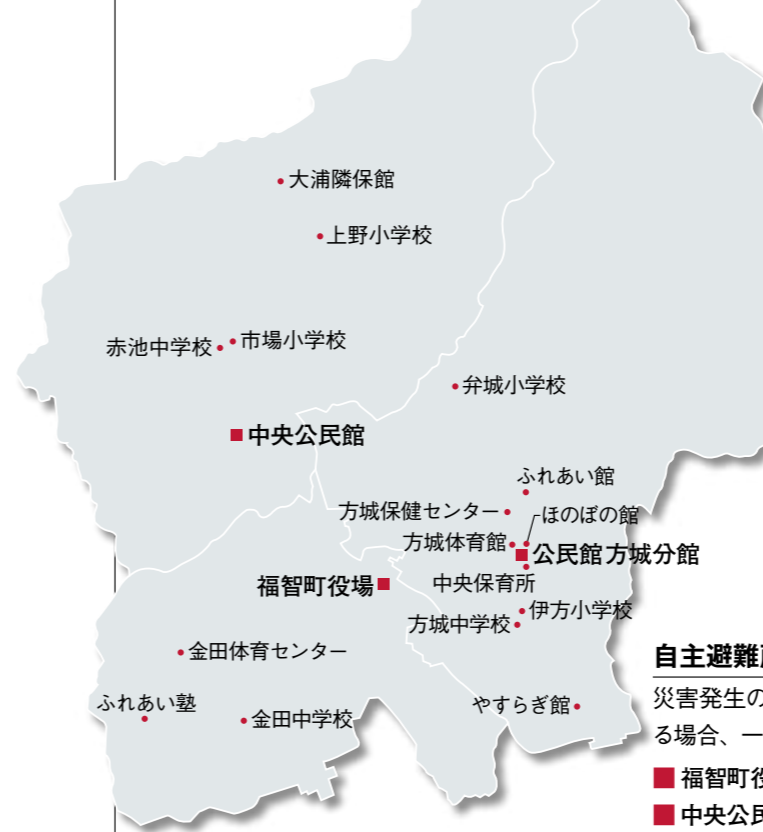 大浦隣保館
上野小学校
赤池中学校
市場小学校
弁城小学校
中央公民館
ふれあい館
方城保健センター
ほのぼの館
方城体育館
公民館方城分館
福智町役場
中央保育所
伊方小学校
方城中学校
金田体育センター
ふれあい塾
金田中学校
やすらぎ館
自主避難
災害発生の
る場合、一
福智町役
中央公民